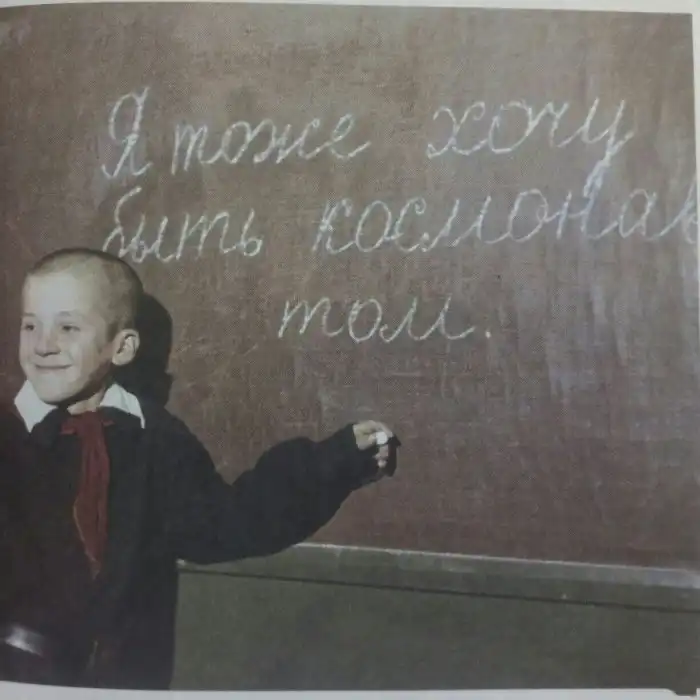 Я тоже хочу
быть космонав
том.